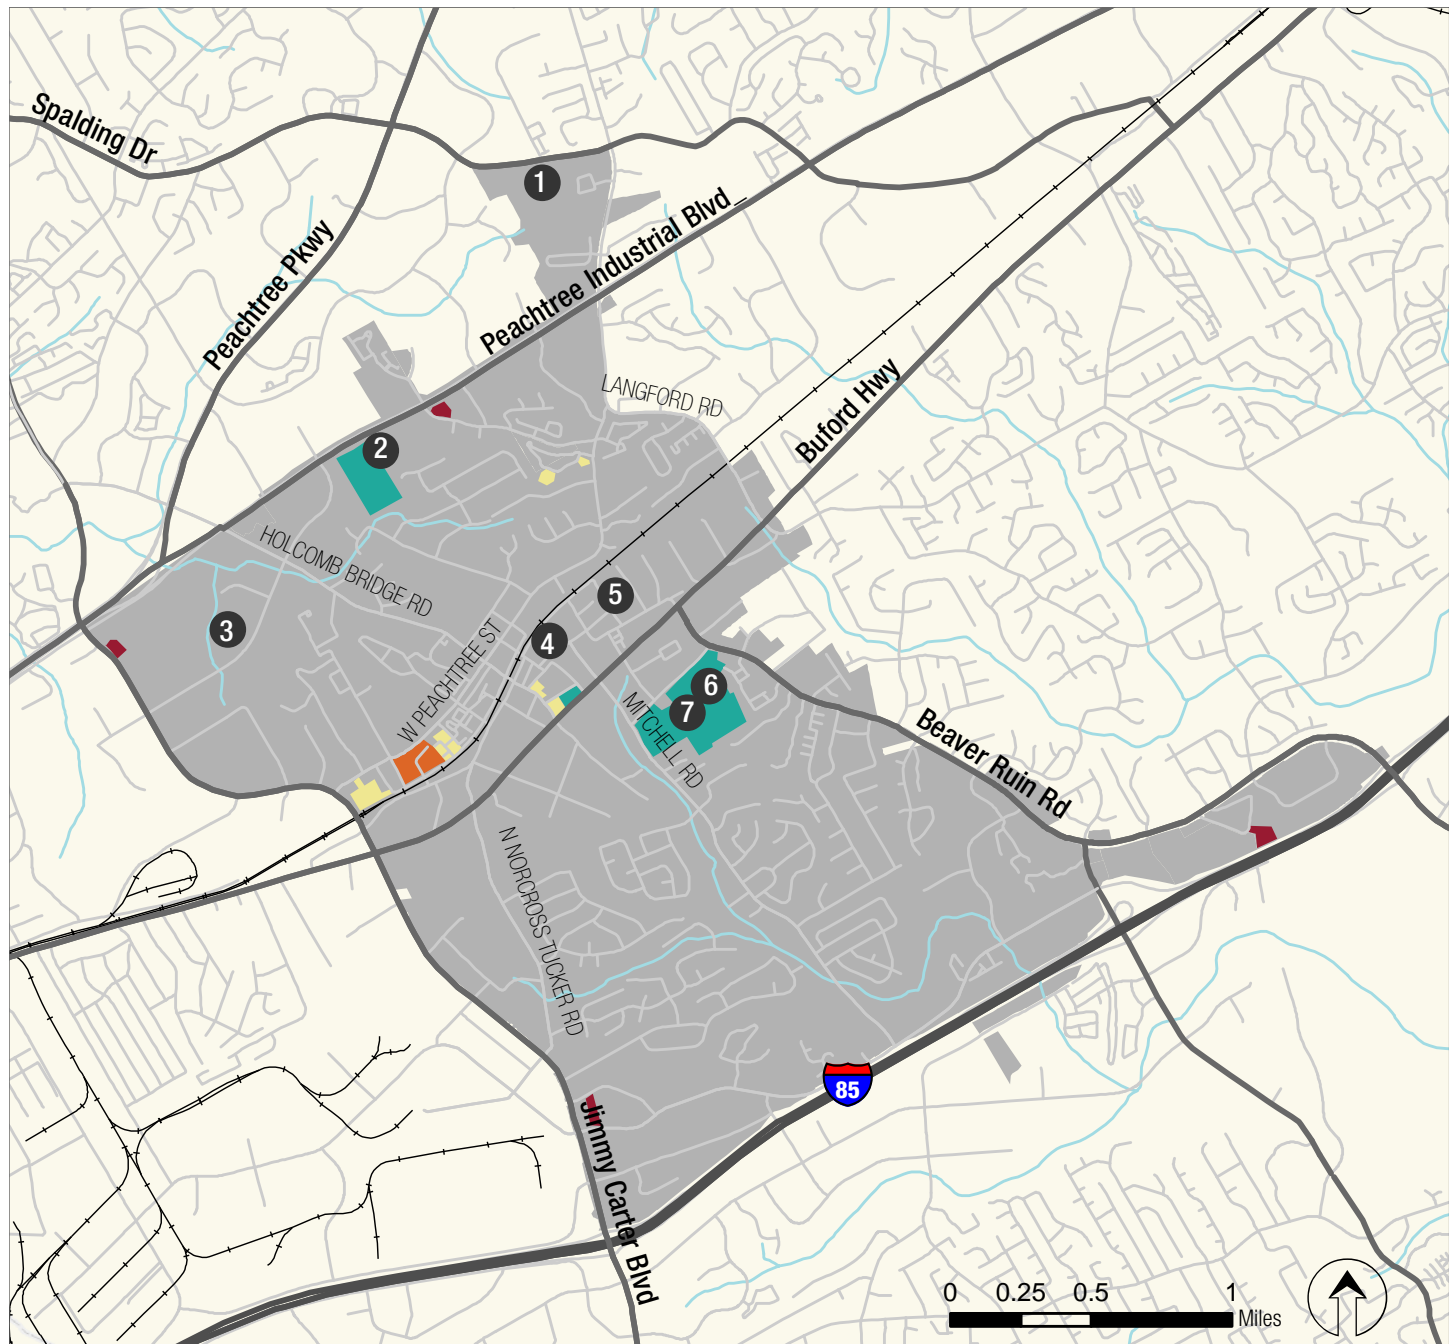 Spalding Dr
1
Peachtree Pkwy
Peachtree Industrial Blvd
LANGFORD RD
Buford Hwy
2
HOLCOMB BRIDGE RD
3
5
4
W PEACHTREE ST
6
7
MITCHELL RD
Beaver Ruin Rd
N NORCROSS-TUCKER RD
85
Jimmy Carter Blvd
0 0.25 0.5 1
Miles